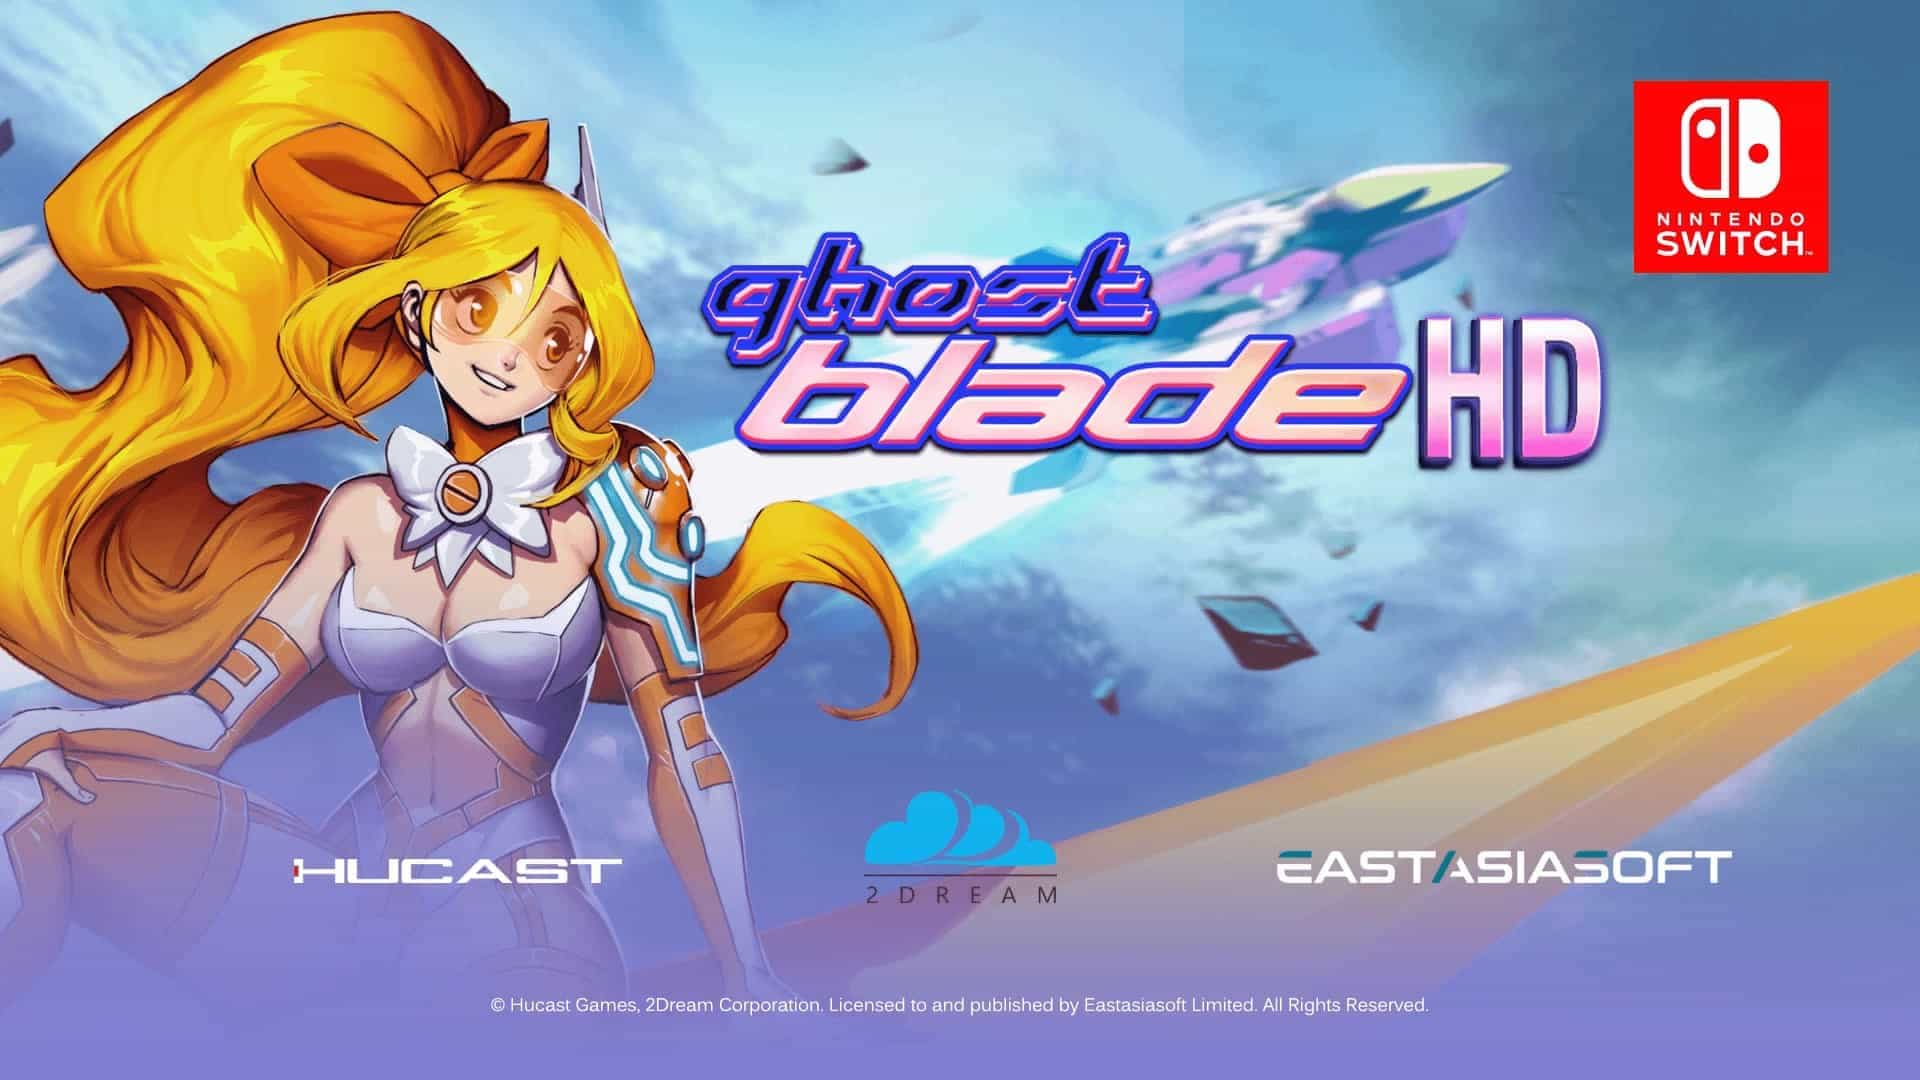 NINTENDO
SWITCH™
ghost
blade HD
HUCAST
2DREAM
EASTASIASOFT
© Hucast Games, 2Dream Corporation. Licensed to and published by Eastasiasoft Limited. All Rights Reserved.